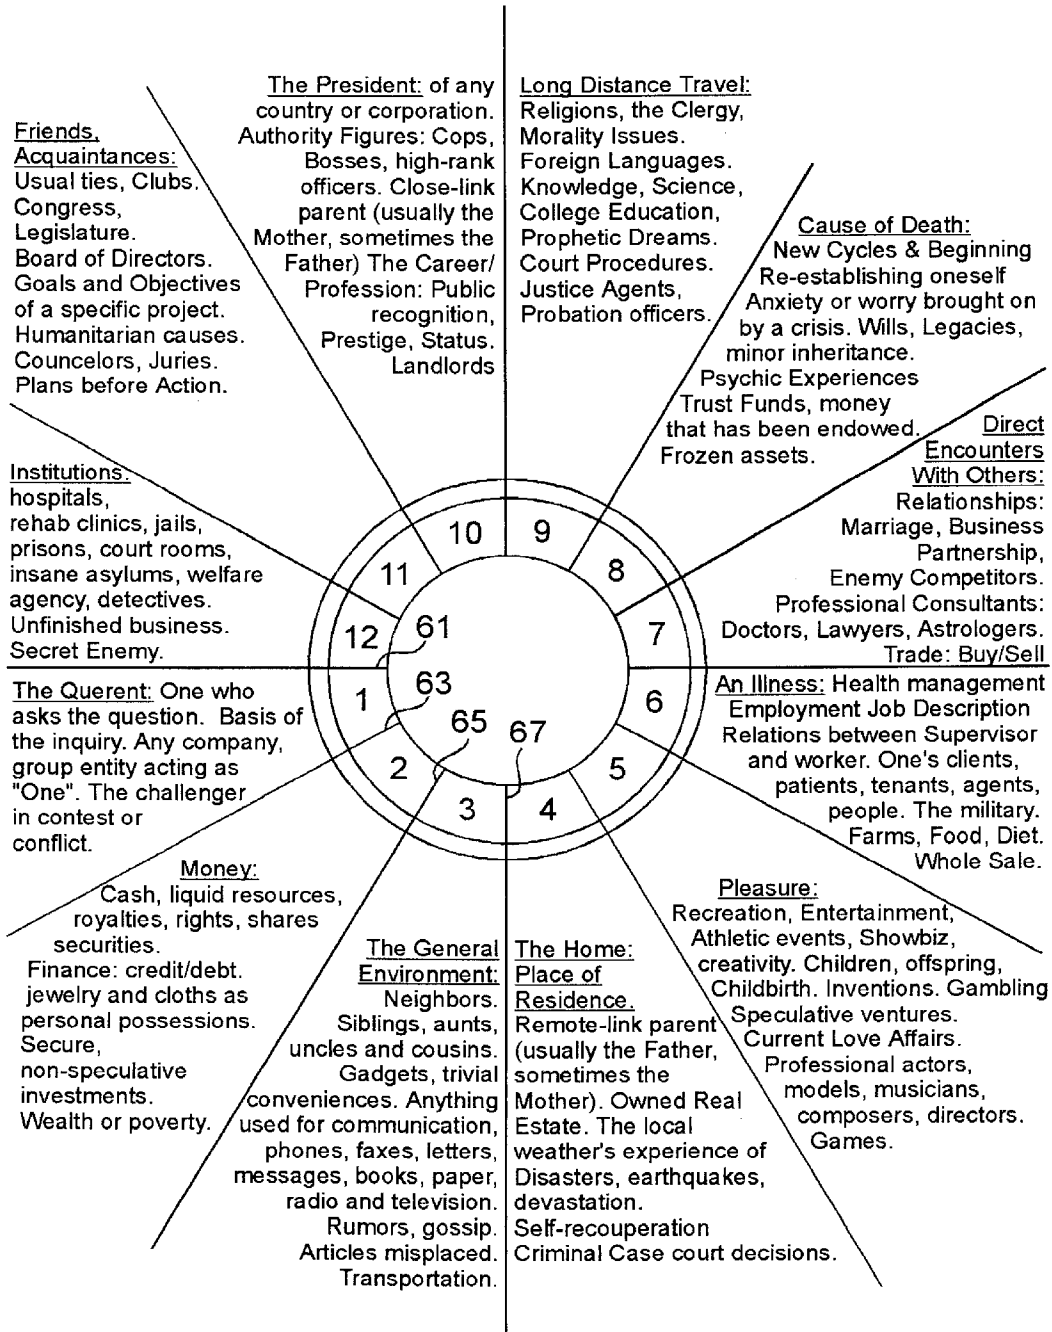 The President: of any
country or corporation.
Authority Figures: Cops,
Bosses, high-rank
officers. Close-link
parent (usually the
Mother, sometimes the
Father) The Career/
Profession: Public
recognition,
Prestige, Status.
Landlords
Long Distance Travel:
Religions, the Clergy,
Morality Issues.
Foreign Languages.
Knowledge, Science,
College Education,
Prophetic Dreams.
Court Procedures.
Justice Agents,
Probation officers.
Friends,
Acquaintances:
Usual ties, Clubs.
Congress,
Legislature.
Board of Directors.
Goals and Objectives
of a specific project.
Humanitarian causes.
Councelors, Juries.
Plans before Action.
Cause of Death:
New Cycles & Beginning
Re-establishing oneself
Anxiety or worry brought on
by a crisis. Wills, Legacies,
minor inheritance.
Psychic Experiences
Trust Funds, money
that has been endowed.
Frozen assets.
Institutions:
hospitals,
rehab clinics, jails,
prisons, court rooms,
insane asylums, welfare
agency, detectives.
Unfinished business.
Secret Enemy.
Direct
Encounters
With Others:
Relationships:
Marriage, Business
Partnership,
Enemy Competitors.
Professional Consultants:
Doctors, Lawyers, Astrologers.
Trade: Buy/Sell
10
9
11
8
12
61
7
1
63
6
65
67
2
5
3
4
The Querent: One who
asks the question. Basis of
the inquiry. Any company,
group entity acting as
"One". The challenger
in contest or
conflict.
An Illness: Health management
Employment Job Description
Relations between Supervisor
and worker. One's clients,
patients, tenants, agents,
people. The military.
Farms, Food, Diet.
Whole Sale.
Money:
Cash, liquid resources,
royalties, rights, shares
securities.
Finance: credit/debt.
jewelry and cloths as
personal possessions.
Secure,
non-speculative
investments.
Wealth or poverty.
The General
Environment:
Neighbors.
Siblings, aunts,
uncles and cousins.
Gadgets, trivial
conveniences. Anything
used for communication,
phones, faxes, letters,
messages, books, paper,
radio and television.
Rumors, gossip.
Articles misplaced.
Transportation.
The Home:
Place of
Residence.
Remote-link parent
(usually the Father,
sometimes the
Mother). Owned Real
Estate. The local
weather's experience of
Disasters, earthquakes,
devastation.
Self-recouperation
Criminal Case court decisions.
Pleasure:
Recreation, Entertainment,
Athletic events, Showbiz,
creativity. Children, offspring,
Childbirth. Inventions. Gambling
Speculative ventures.
Current Love Affairs.
Professional actors,
models, musicians,
composers, directors.
Games.